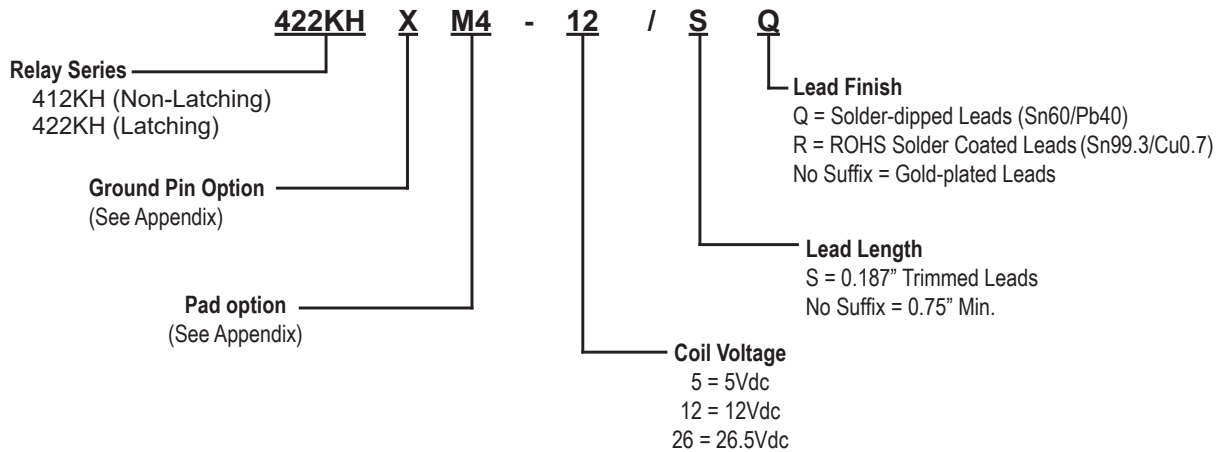 422KH X M4 - 12 / S Q
Relay Series
412KH (Non-Latching)
422KH (Latching)
Ground Pin Option
(See Appendix)
Pad option
(See Appendix)
Lead Finish
Q = Solder-dipped Leads (Sn60/Pb40)
R = ROHS Solder Coated Leads (Sn99.3/Cu0.7)
No Suffix = Gold-plated Leads
Lead Length
S = 0.187” Trimmed Leads
No Suffix = 0.75” Min.
Coil Voltage
5 = 5Vdc
12 = 12Vdc
26 = 26.5Vdc